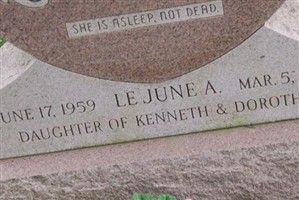 SHE IS ASLEEP, NOT DEAD.
LE JUNE A.
UNE 17, 1959 MAR. 5,
DAUGHTER OF KENNETH & DOROTH